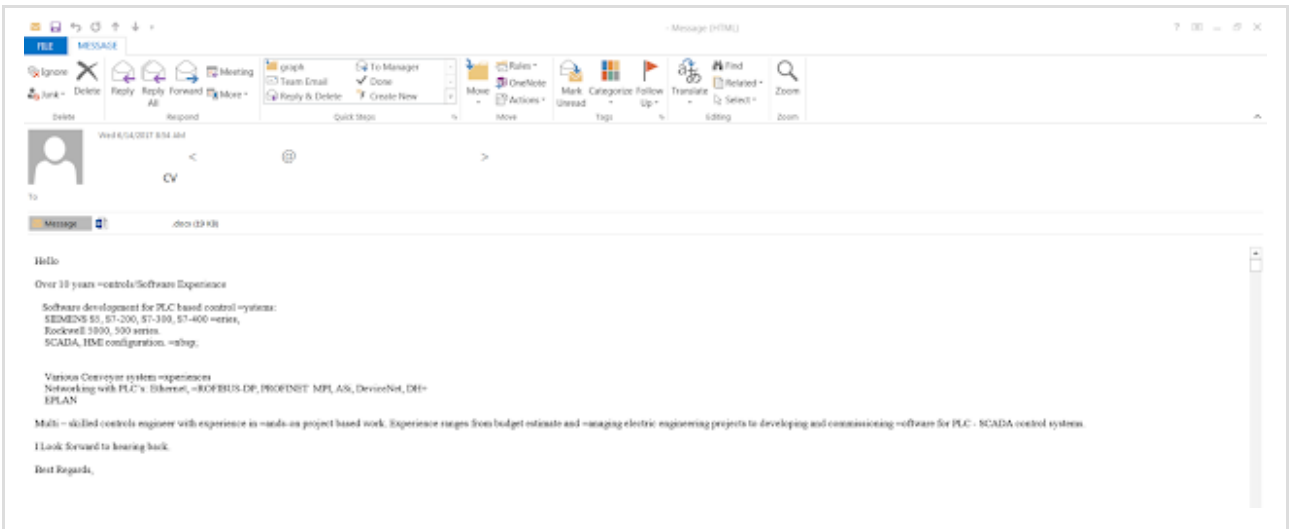 - Message (HTML)
FILE MESSAGE
Ignore
Junk
Delete
Reply
Reply All
Forward
Meeting
More
graph
Team Email
Reply & Delete
To Manager
Done
Create New
Move
Rules
OneNote
Actions
Mark Unread
Categorize
Follow Up
Translate
Find
Related
Select
Zoom
Delete Respond Quick Steps Move Tags Editing Zoom
Wed 6/14/2017 8:54 AM
< @ >
CV
To
Message .docx (19 KB)
Hello
Over 10 years =ontrols/Software Experience
Software development for PLC based control =ystems:
SIEMENS S5, S7-200, S7-300, S7-400 =eries,
Rockwell 5000, 500 series.
SCADA, HMI configuration. =nbsp;
Various Conveyor system =xperiences
Networking with PLC's: Ethernet, =ROFIBUS-DP, PROFINET MPI, ASi, DeviceNet, DH+
EPLAN
Multi – skilled controls engineer with experience in =ands-on project based work. Experience ranges from budget estimate and =anaging electric engineering projects to developing and commissioning =oftware for PLC - SCADA control systems.
I Look forward to hearing back.
Best Regards,